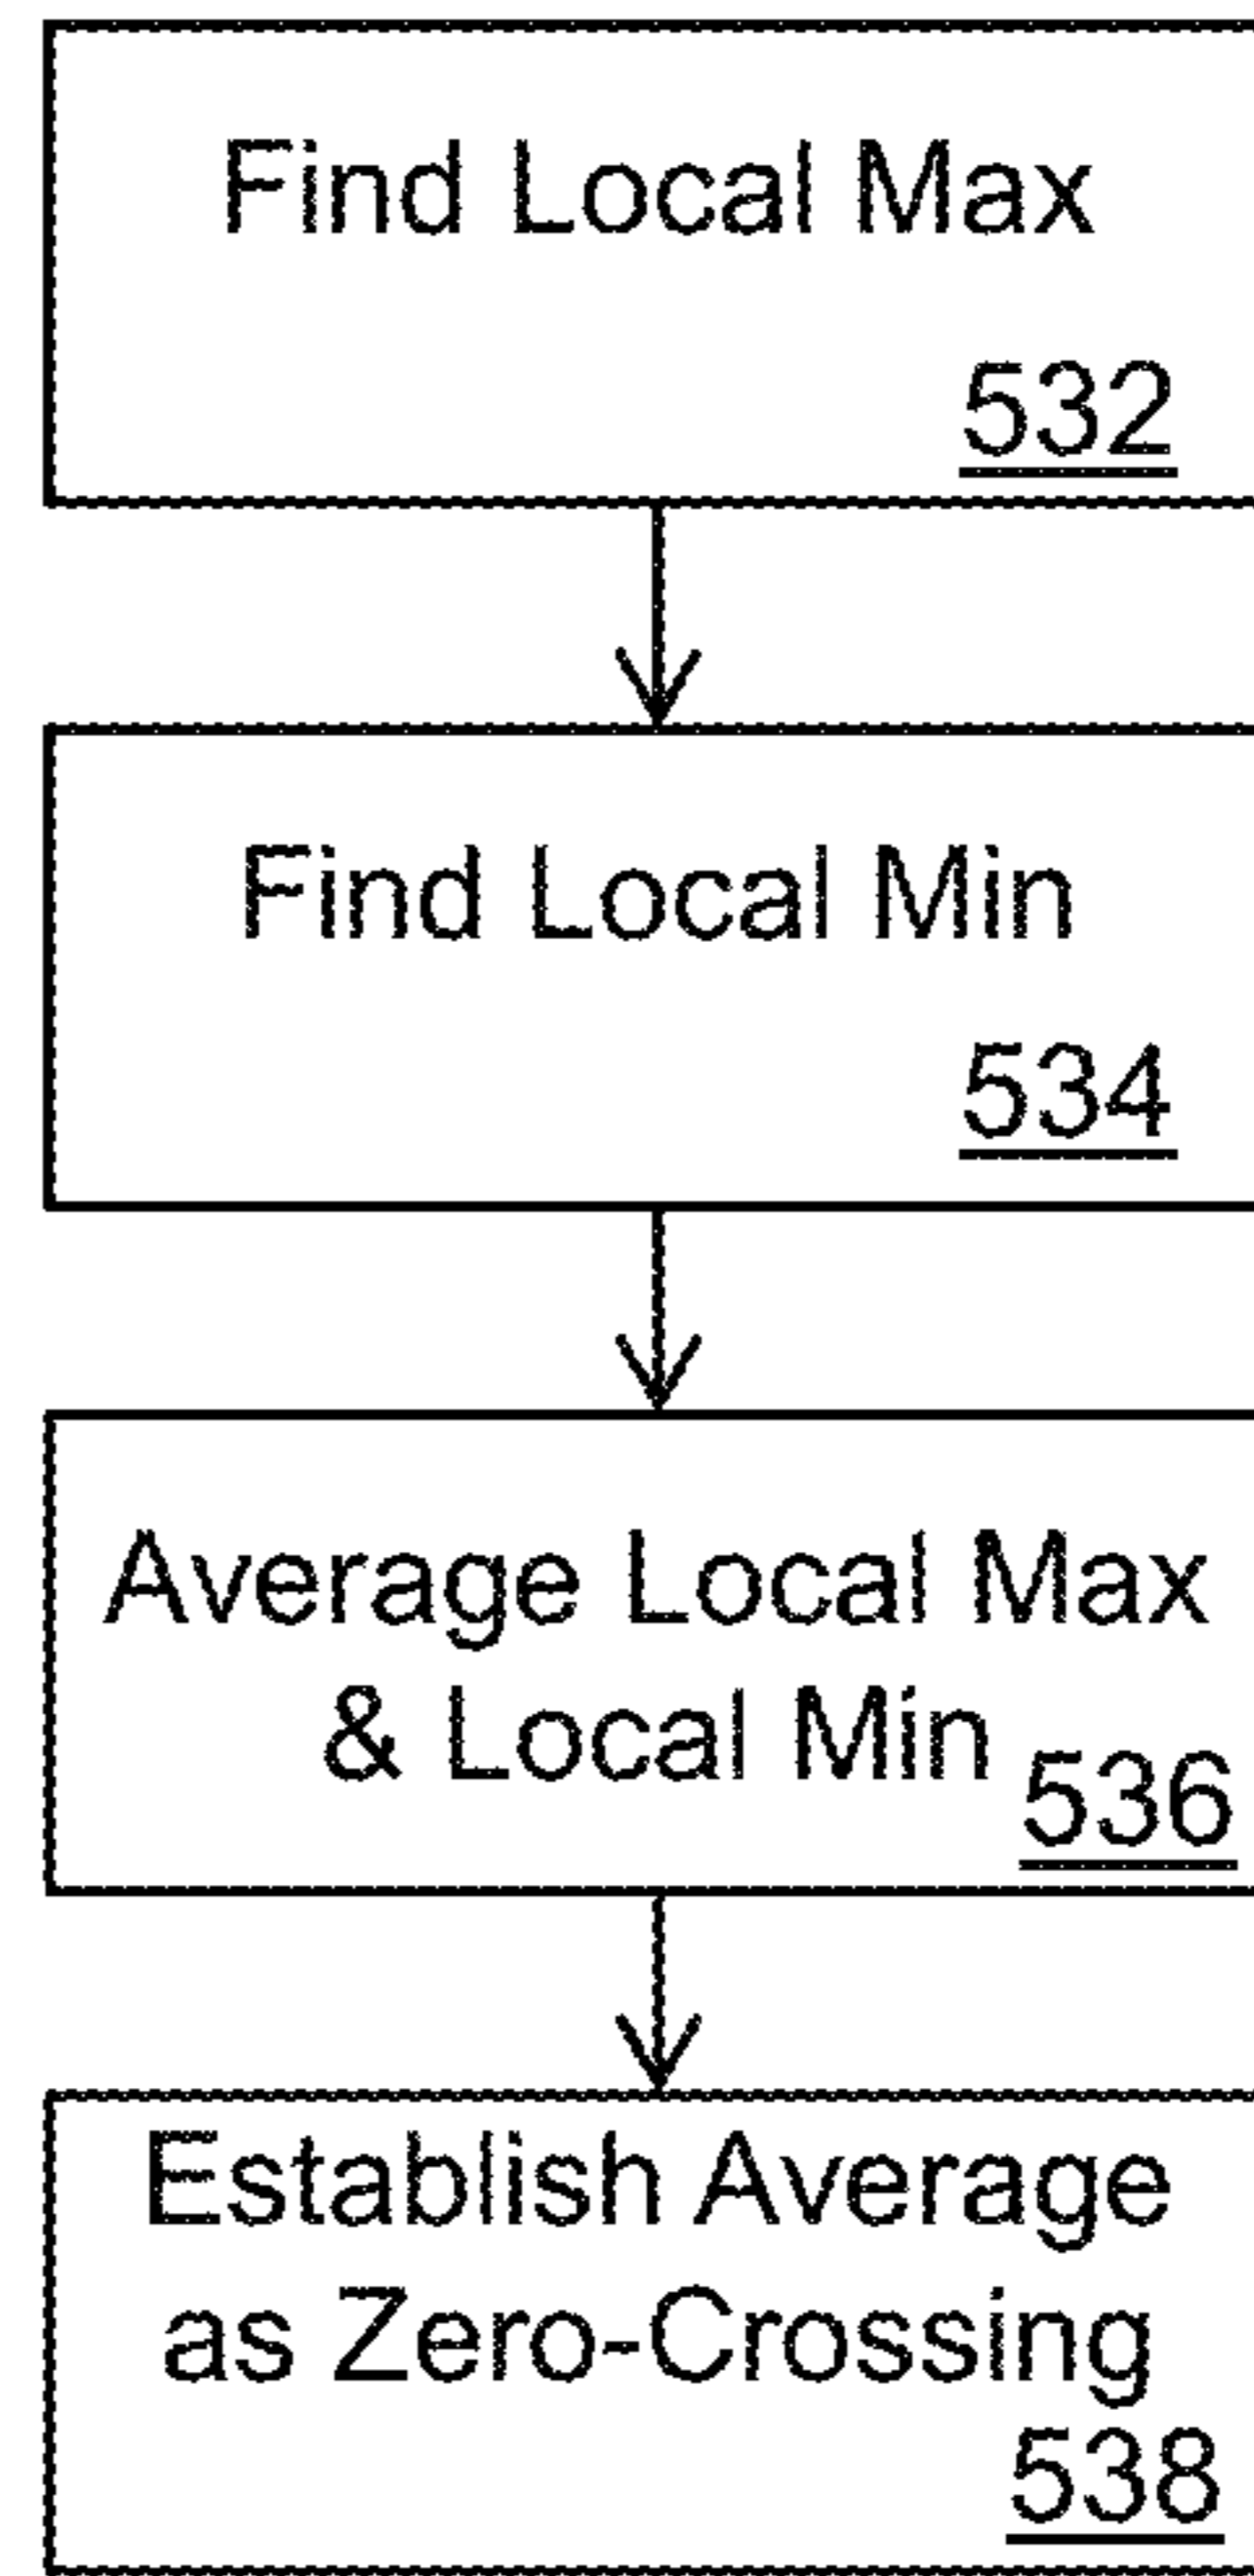 Find Local Max
532
Find Local Min
534
Average Local Max
& Local Min
536
Establish Average
as Zero-Crossing
538